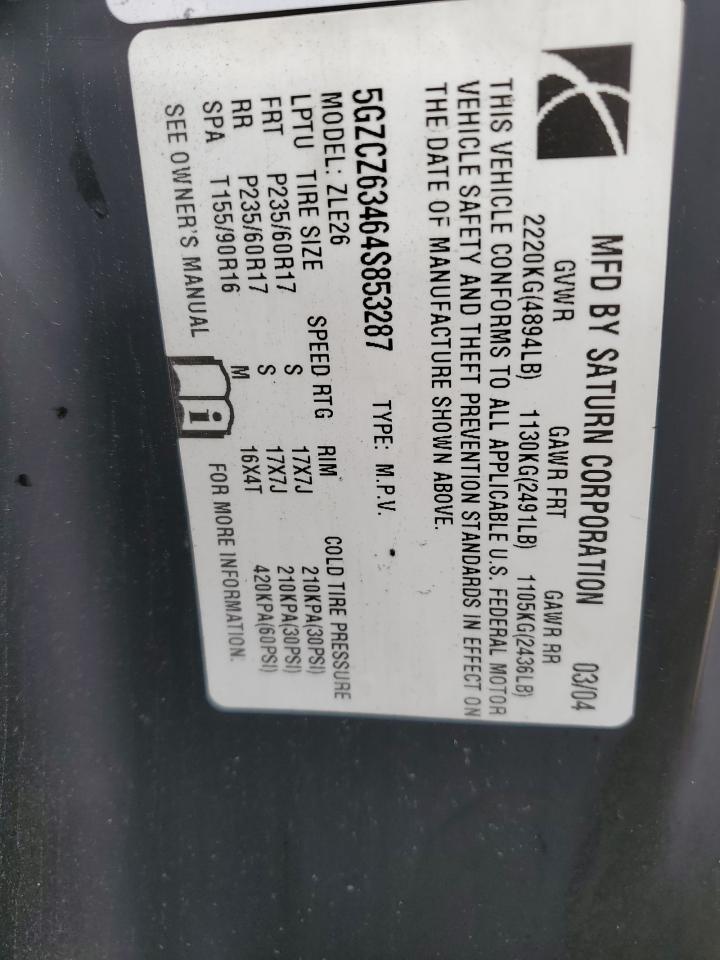 MFD BY SATURN CORPORATION 03/04
GVWR GAWR FRT GAWR RR
2220KG(4894LB) 1130KG(2491LB) 1105KG(2436LB)
THIS VEHICLE CONFORMS TO ALL APPLICABLE U.S. FEDERAL MOTOR
VEHICLE SAFETY AND THEFT PREVENTION STANDARDS IN EFFECT ON
THE DATE OF MANUFACTURE SHOWN ABOVE.
5GZCZ63464S853287 TYPE: M.P.V.
MODEL: ZLE26
LPTU TIRE SIZE SPEED RTG RIM COLD TIRE PRESSURE
FRT P235/60R17 S 17X7J 210KPA(30PSI)
RR P235/60R17 S 17X7J 210KPA(30PSI)
SPA T155/90R16 M 16X4T 420KPA(60PSI)
SEE OWNER'S MANUAL i FOR MORE INFORMATION.